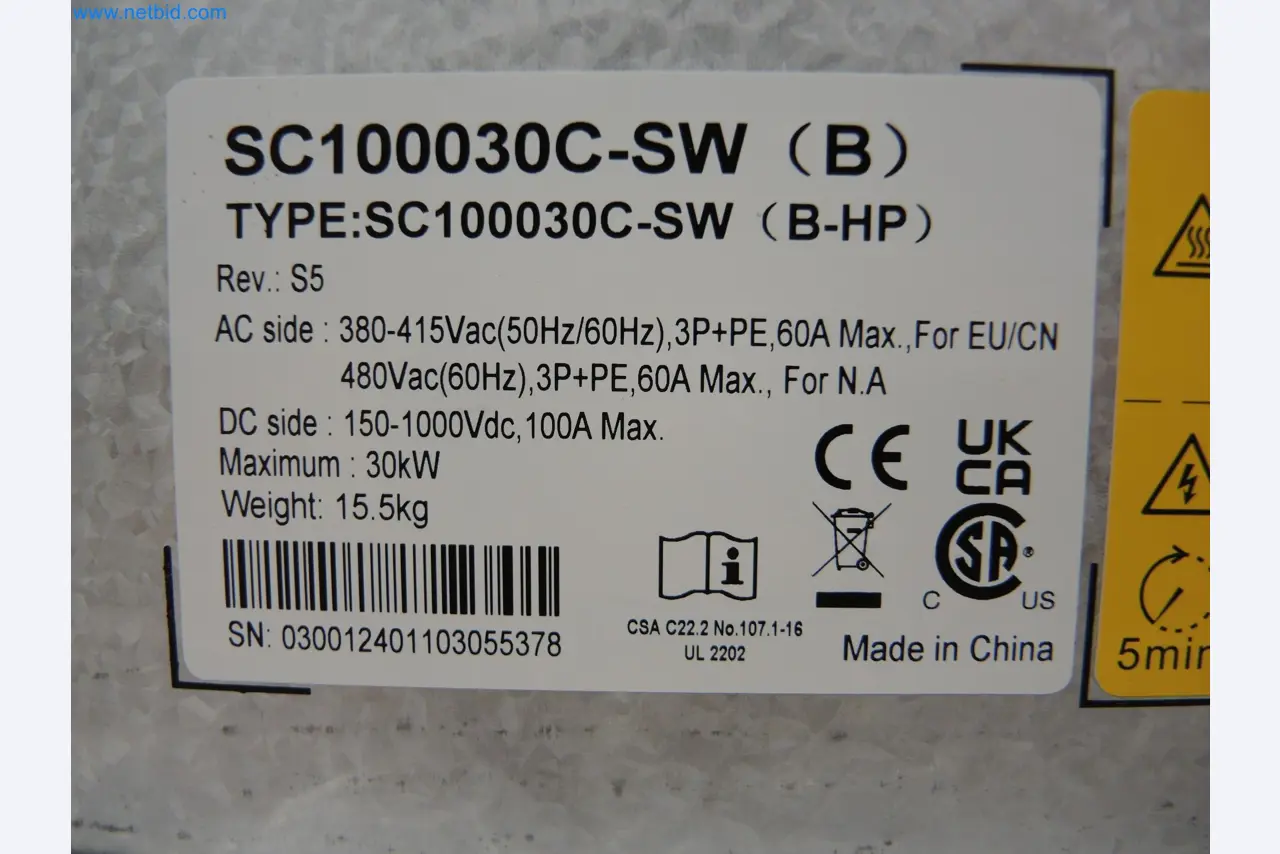 www.netbid.com
SC100030C-SW（B）
TYPE:SC100030C-SW（B-HP）
Rev.: S5
AC side : 380-415Vac(50Hz/60Hz),3P+PE,60A Max.,For EU/CN
480Vac(60Hz),3P+PE,60A Max., For N.A
DC side : 150-1000Vdc,100A Max.
Maximum : 30kW
Weight: 15.5kg
CE
UK
CA
SA®
C US
SN: 030012401103055378
CSA C22.2 No.107.1-16
UL 2202
Made in China
5min